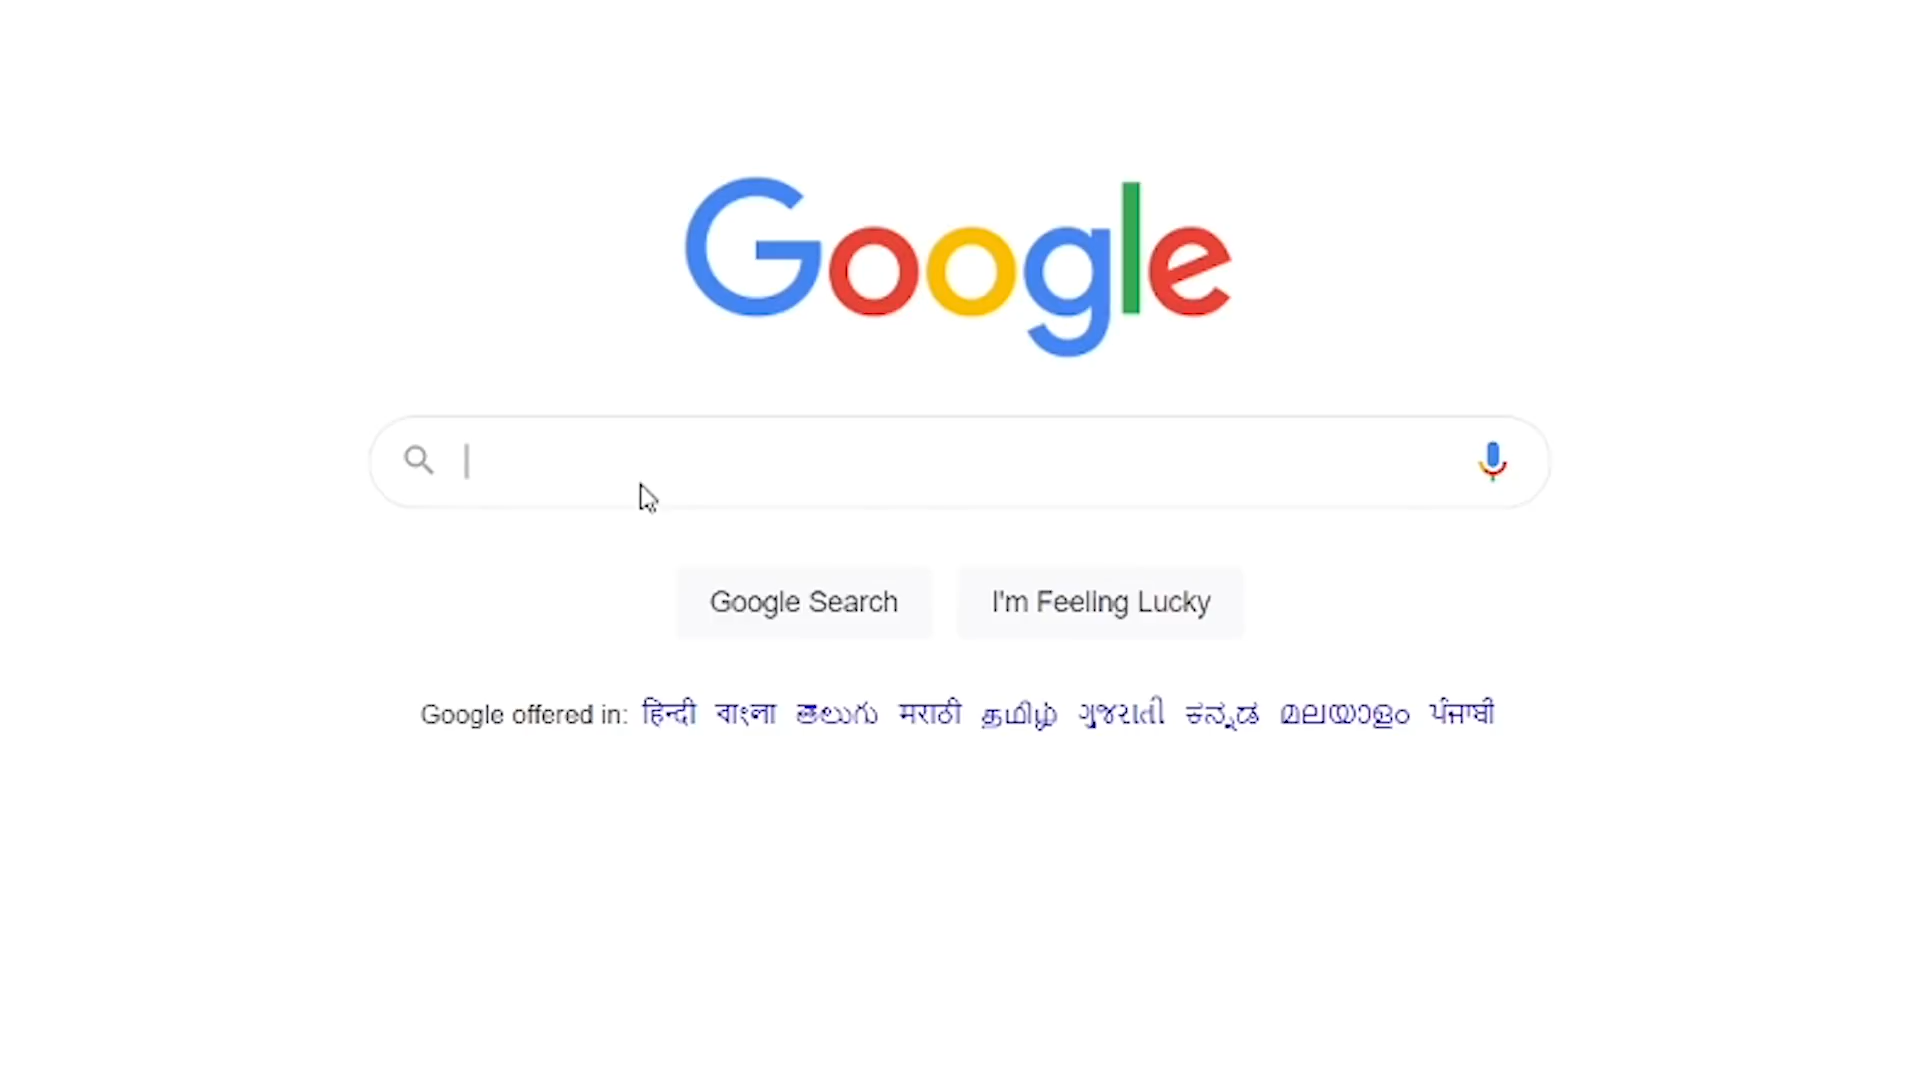 Google
Google Search I'm Feeling Lucky
Google offered in: हिन्दी বাংলা తెలుగు मराठी தமிழ் ગુજરાતી ಕನ್ನಡ മലയാളം ਪੰਜਾਬੀ